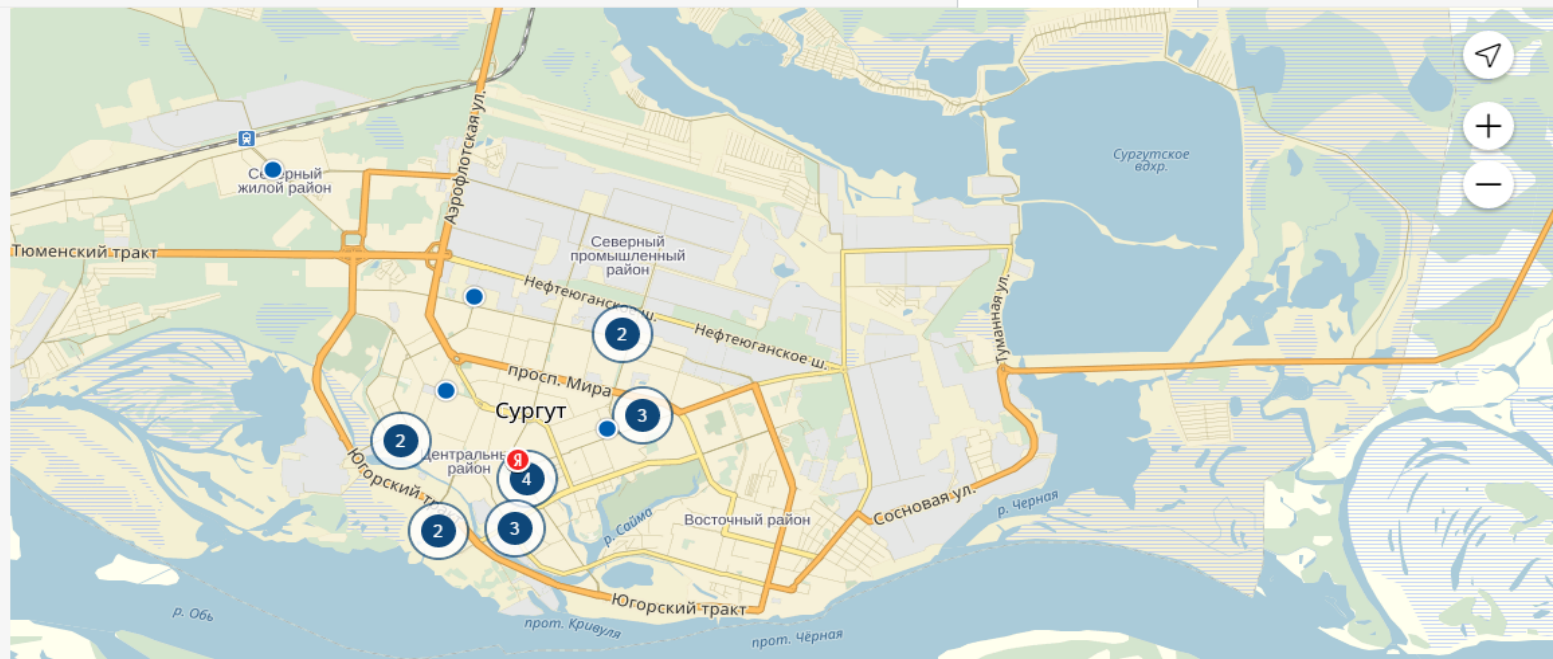 Аэрофлотская ул.
Сургутское
вдхр.
Северный
жилой район
Тюменский тракт
Северный
промышленный
район
Нефтеюганское ш.
Нефтеюганское ш.
Туманная ул.
2
просп. Мира
Сургут
3
2
Центральный
район
Я
4
Югорский тракт
2
3
р. Сайма
Восточный район
Сосновая ул.
р. Черная
Югорский тракт
р. Обь
прот. Кривуля
прот. Чёрная